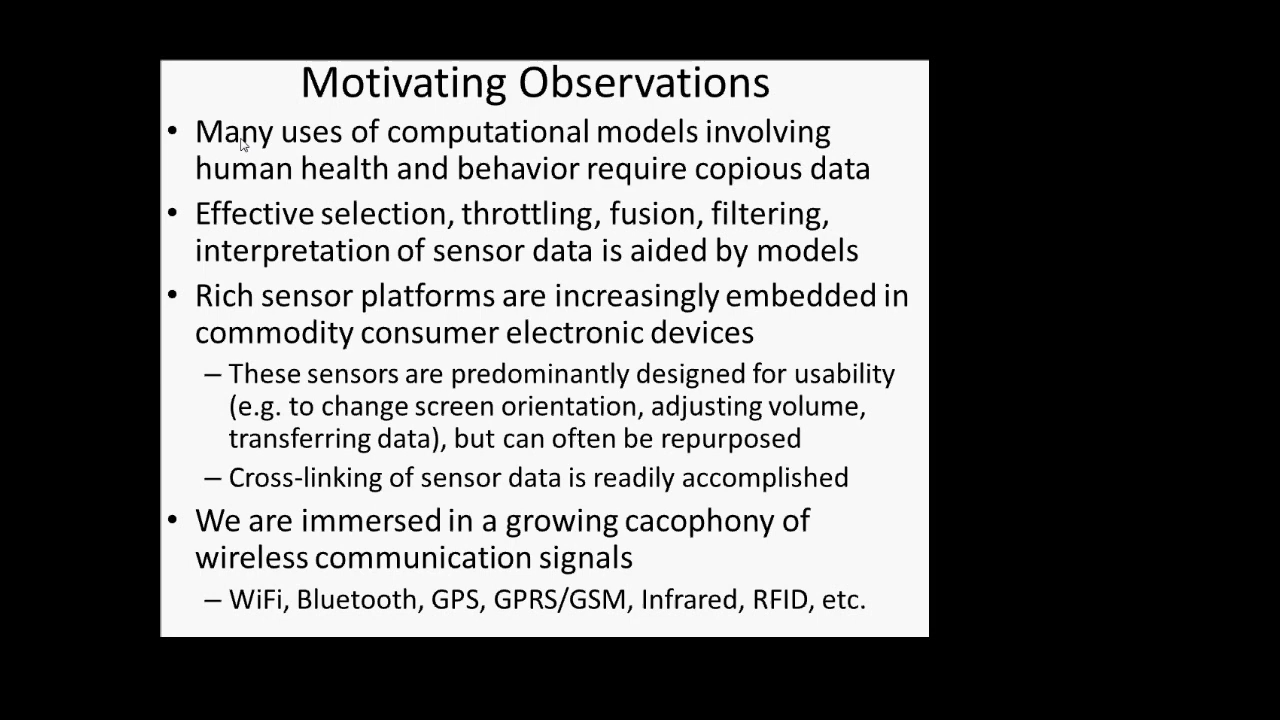 Motivating Observations
• Many uses of computational models involving
human health and behavior require copious data
• Effective selection, throttling, fusion, filtering,
interpretation of sensor data is aided by models
• Rich sensor platforms are increasingly embedded in
commodity consumer electronic devices
– These sensors are predominantly designed for usability
(e.g. to change screen orientation, adjusting volume,
transferring data), but can often be repurposed
– Cross-linking of sensor data is readily accomplished
• We are immersed in a growing cacophony of
wireless communication signals
– WiFi, Bluetooth, GPS, GPRS/GSM, Infrared, RFID, etc.